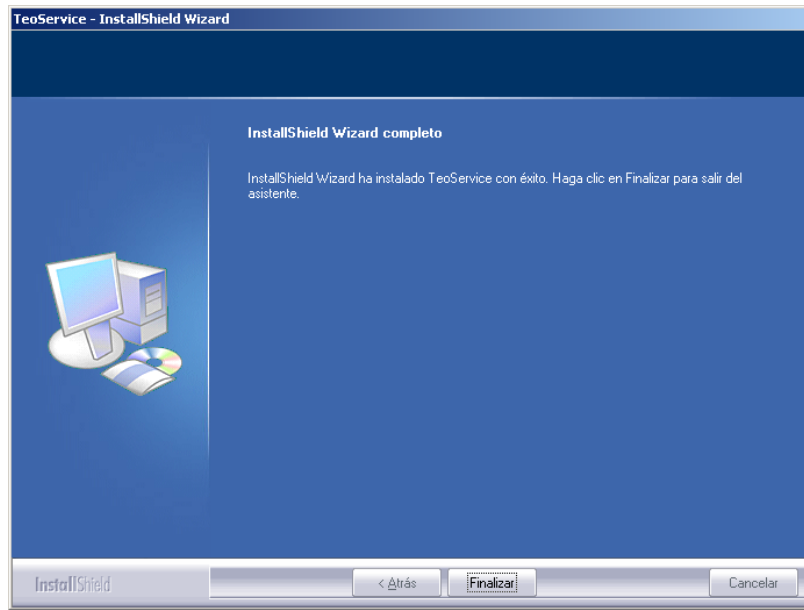 TeoService - InstallShield Wizard
InstallShield Wizard completo
InstallShield Wizard ha instalado TeoService con éxito. Haga clic en Finalizar para salir del
asistente.
InstallShield
< Atrás
Finalizar
Cancelar